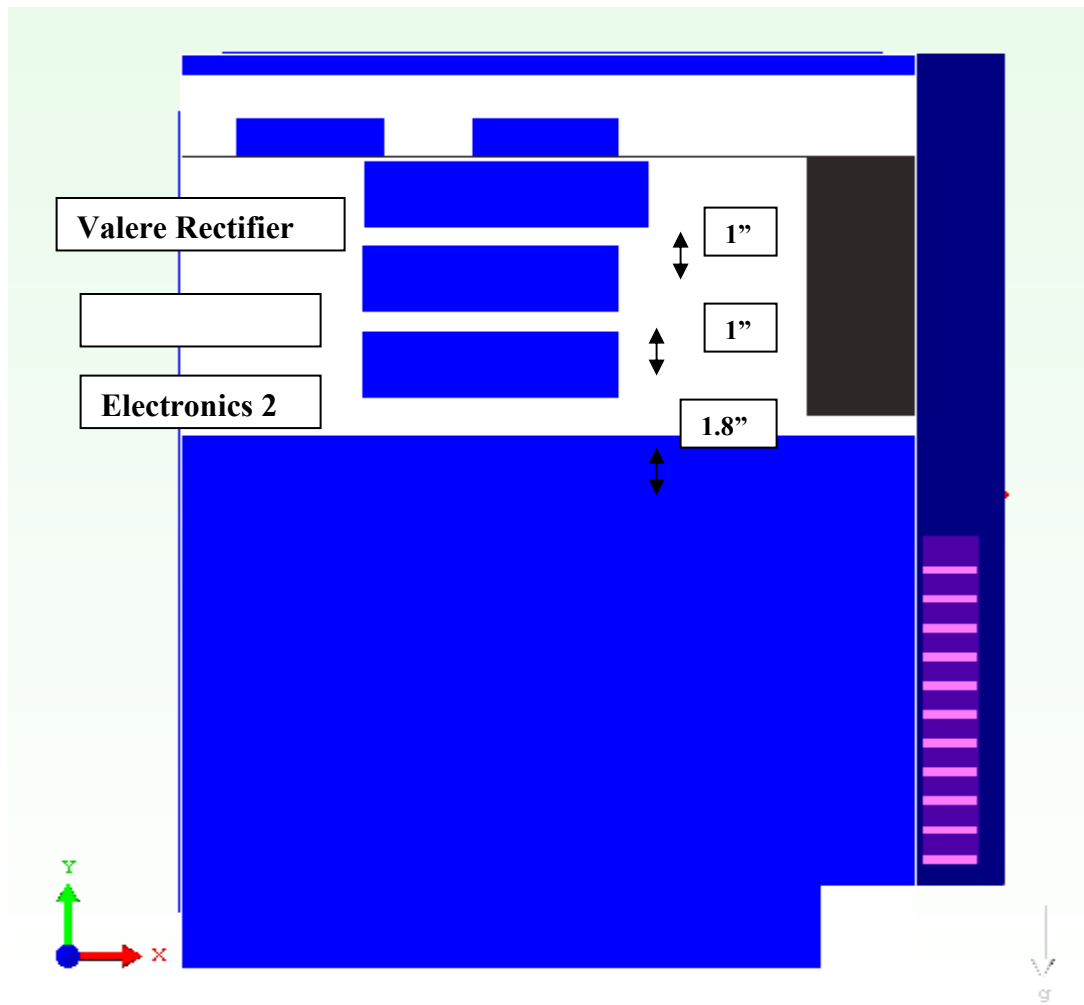 Valere Rectifier
1”
1”
Electronics 2
1.8”
Y
X
g